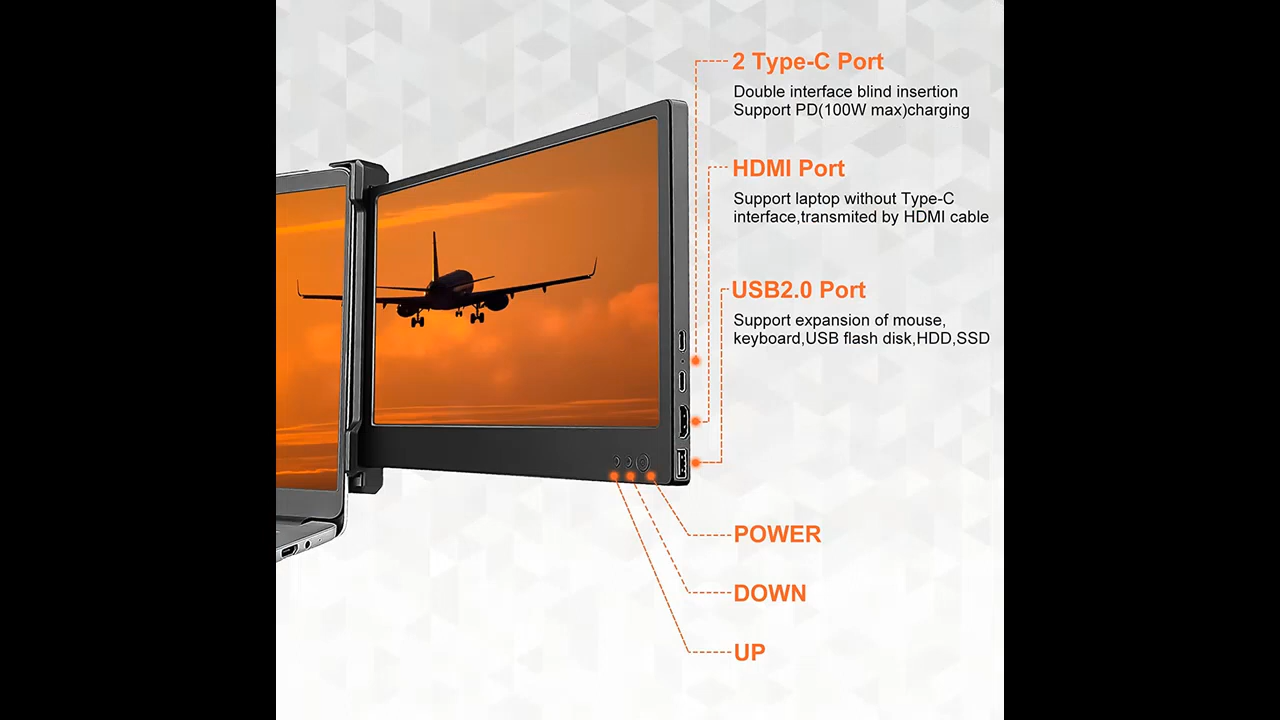 2 Type-C Port
Double interface blind insertion
Support PD(100W max)charging
HDMI Port
Support laptop without Type-C
interface,transmited by HDMI cable
USB2.0 Port
Support expansion of mouse,
keyboard,USB flash disk,HDD,SSD
POWER
DOWN
UP